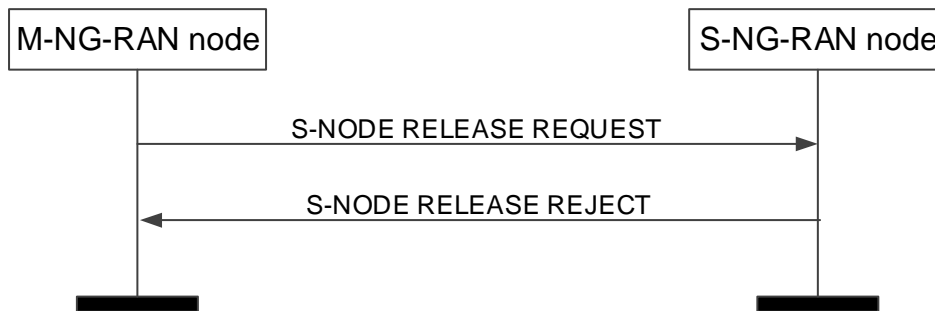 M-NG-RAN node
S-NG-RAN node
S-NODE RELEASE REQUEST
S-NODE RELEASE REJECT